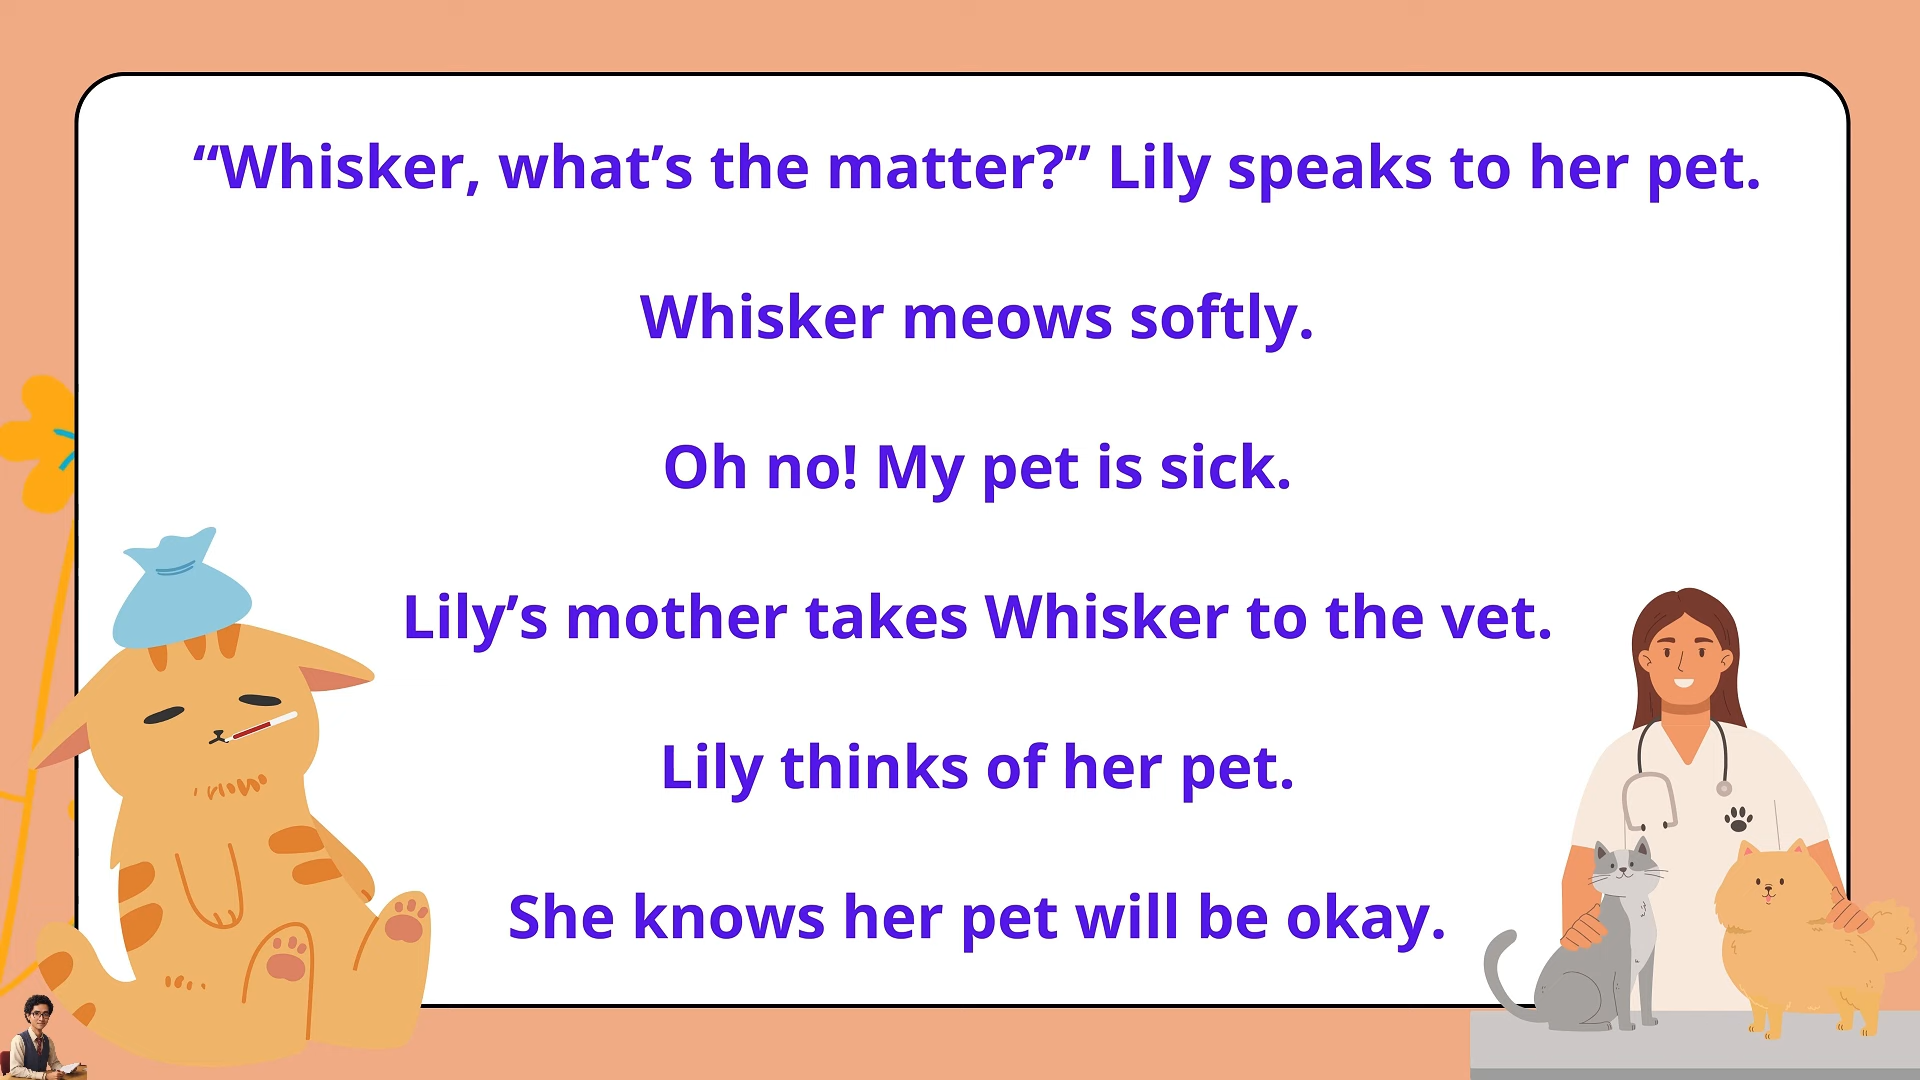 “Whisker, what’s the matter?” Lily speaks to her pet.
Whisker meows softly.
Oh no! My pet is sick.
Lily’s mother takes Whisker to the vet.
Lily thinks of her pet.
She knows her pet will be okay.